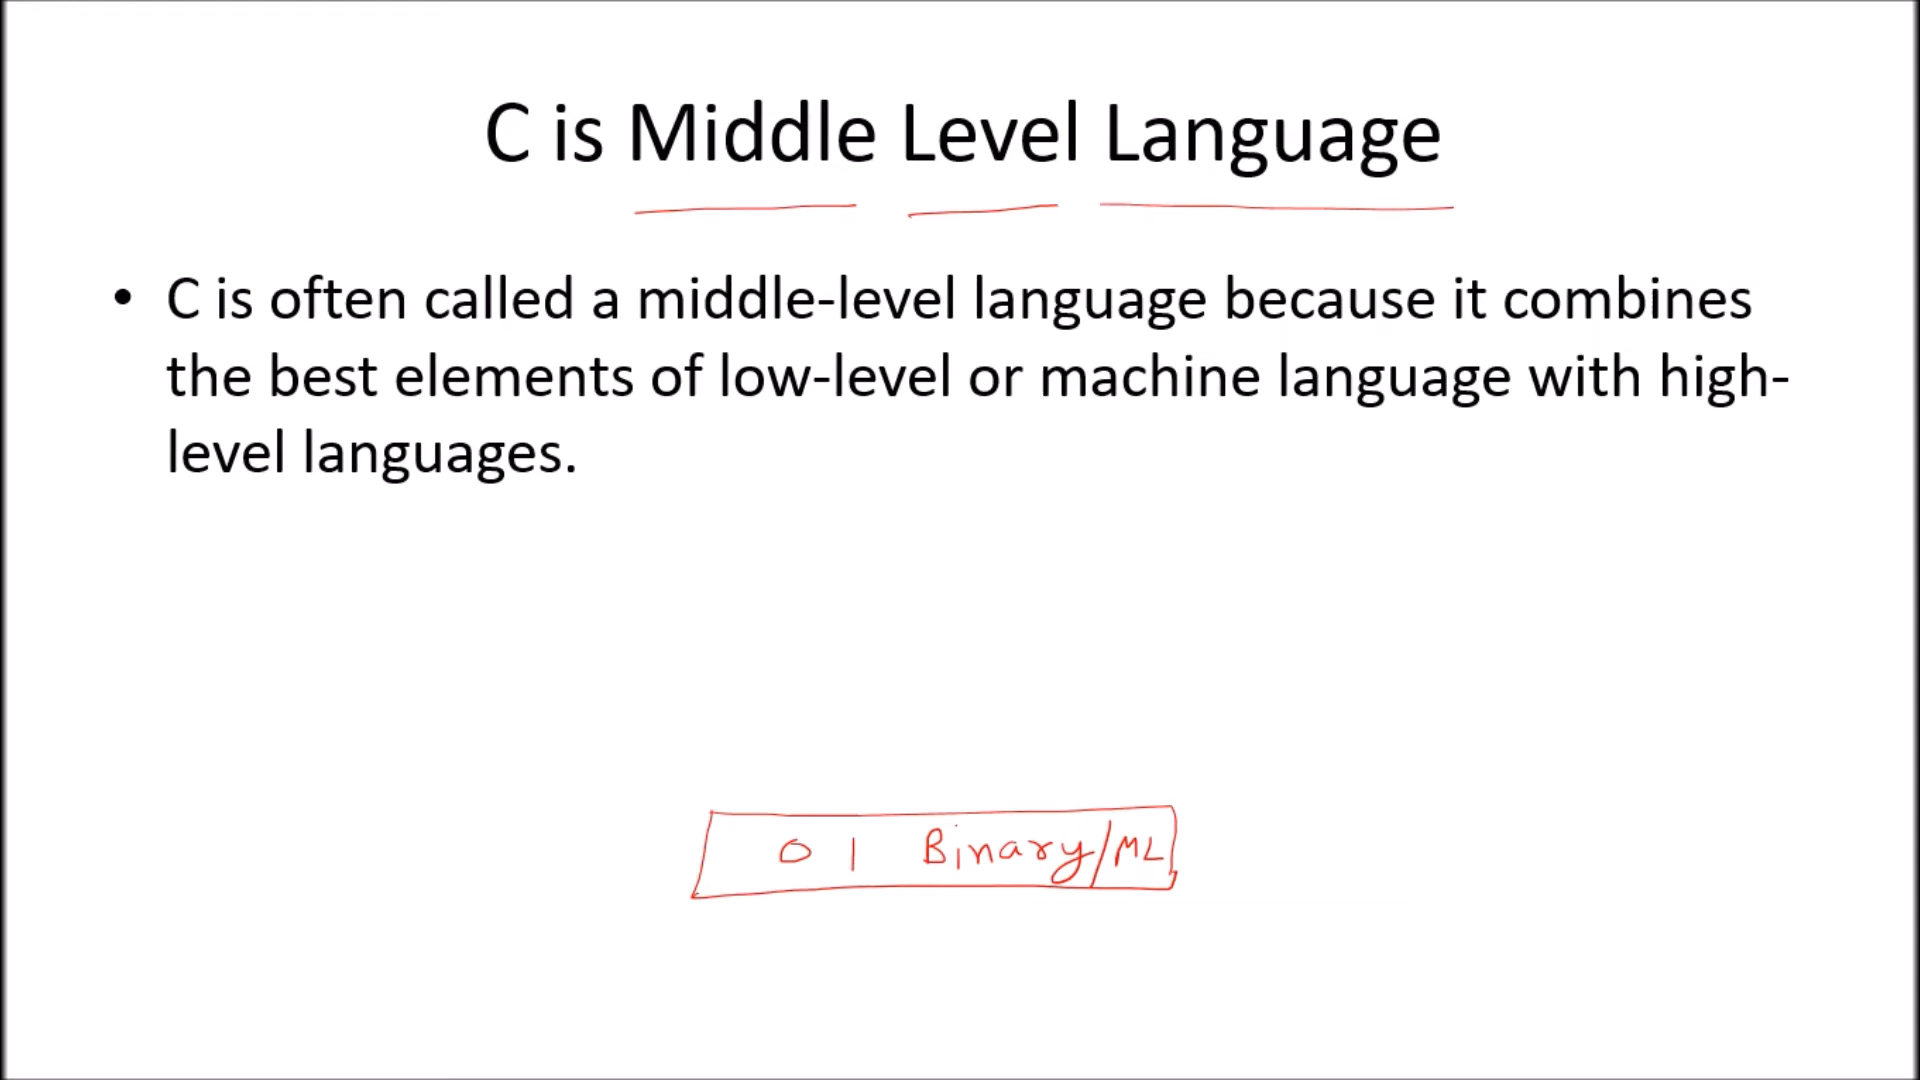 C is Middle Level Language
• C is often called a middle-level language because it combines
the best elements of low-level or machine language with high-
level languages.
0 1 Binary/ML